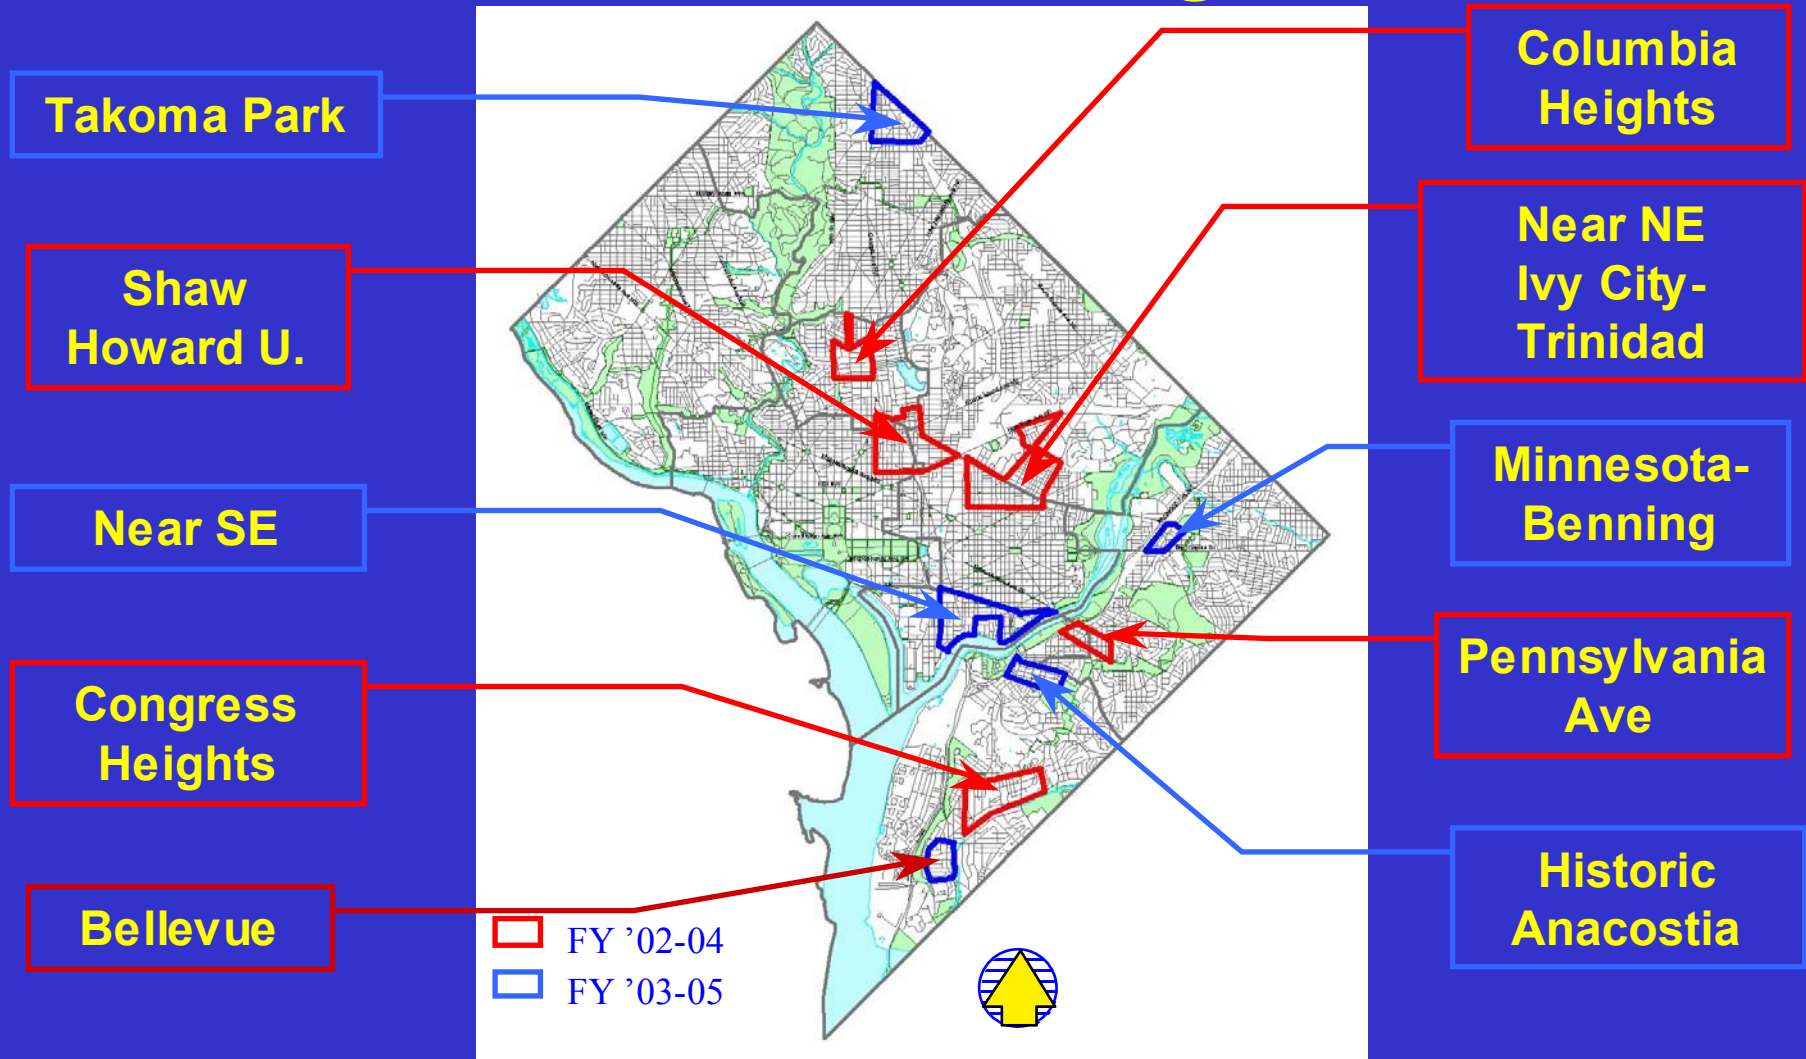 Takoma Park
Shaw
Howard U.
Near SE
Congress
Heights
Bellevue
Columbia
Heights
Near NE
Ivy City-
Trinidad
Minnesota-
Benning
Pennsylvania
Ave
Historic
Anacostia
FY ’02-04
FY ’03-05